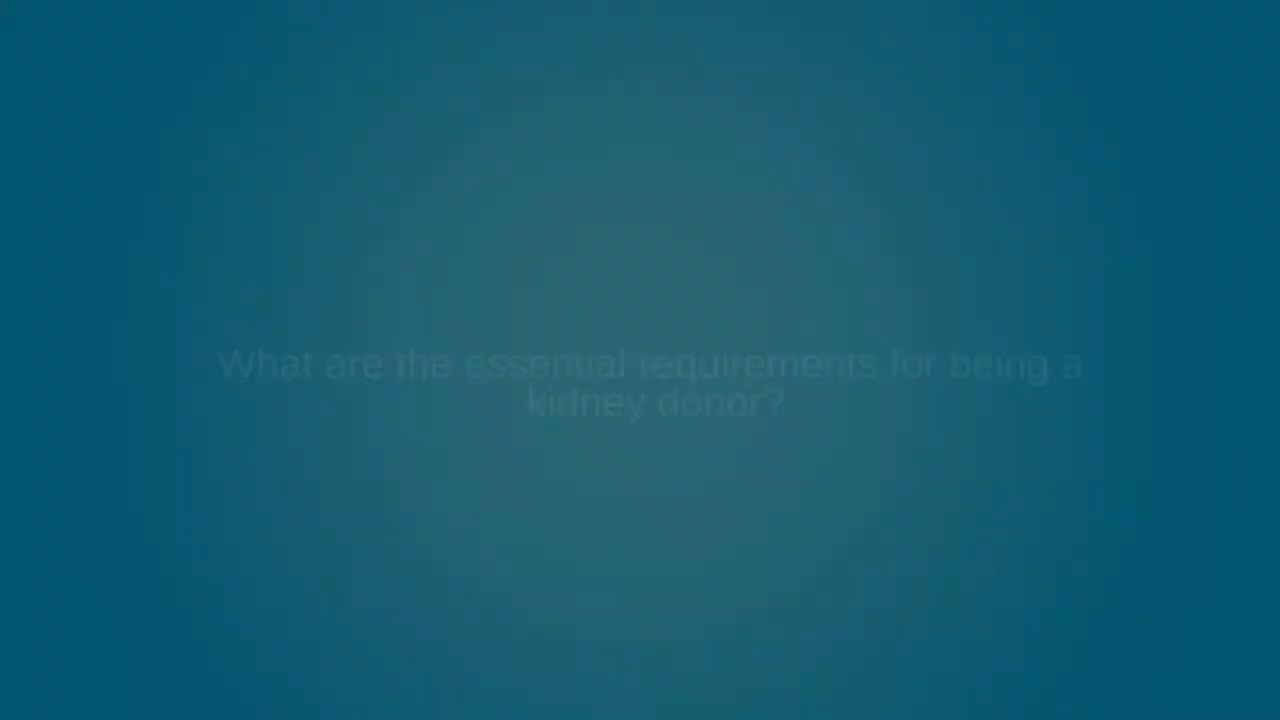 What are the essential requirements for being a
kidney donor?